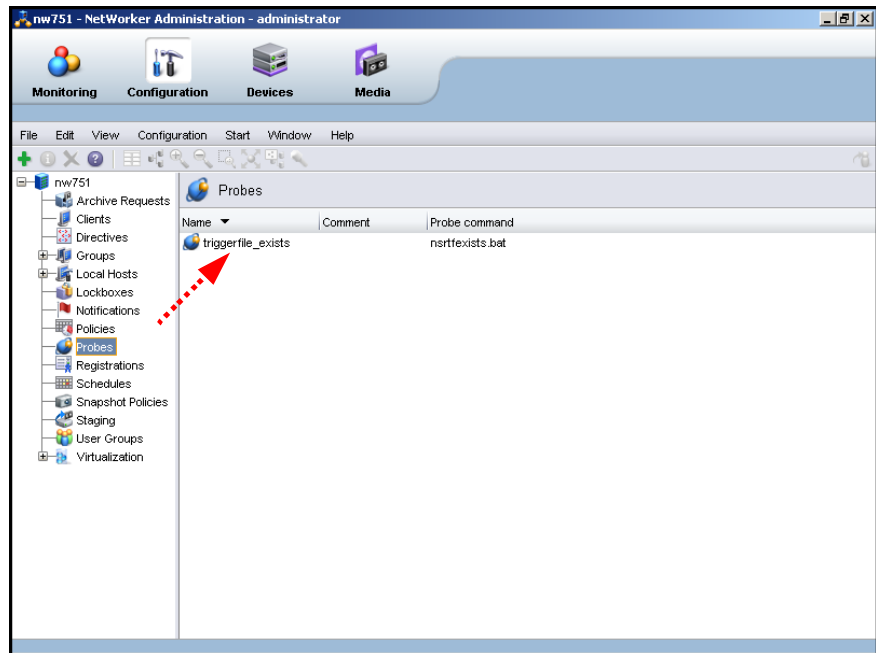 nw751 - NetWorker Administration - administrator
Monitoring Configuration Devices Media
File Edit View Configuration Start Window Help
nw751
Archive Requests
Clients
Directives
Groups
Local Hosts
Lockboxes
Notifications
Policies
Probes
Registrations
Schedules
Snapshot Policies
Staging
User Groups
Virtualization
Probes
Name Comment Probe command
triggerfile_exists nsrtfexists.bat